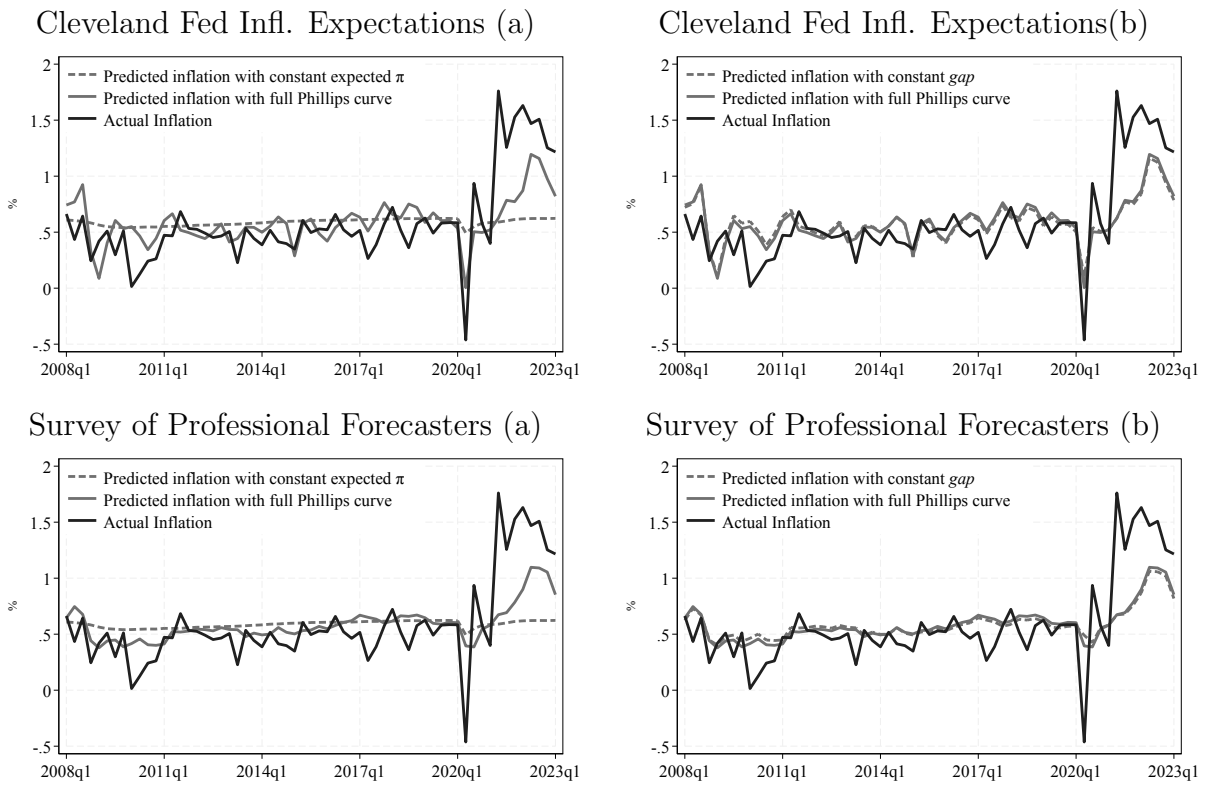 Cleveland Fed Infl. Expectations (a)
2
1.5
1
.5
0
-.5
%
Predicted inflation with constant expected π
Predicted inflation with full Phillips curve
Actual Inflation
2008q1 2011q1 2014q1 2017q1 2020q1 2023q1
Cleveland Fed Infl. Expectations(b)
2
1.5
1
.5
0
-.5
%
Predicted inflation with constant gap
Predicted inflation with full Phillips curve
Actual Inflation
2008q1 2011q1 2014q1 2017q1 2020q1 2023q1
Survey of Professional Forecasters (a)
2
1.5
1
.5
0
-.5
%
Predicted inflation with constant expected π
Predicted inflation with full Phillips curve
Actual Inflation
2008q1 2011q1 2014q1 2017q1 2020q1 2023q1
Survey of Professional Forecasters (b)
2
1.5
1
.5
0
-.5
%
Predicted inflation with constant gap
Predicted inflation with full Phillips curve
Actual Inflation
2008q1 2011q1 2014q1 2017q1 2020q1 2023q1